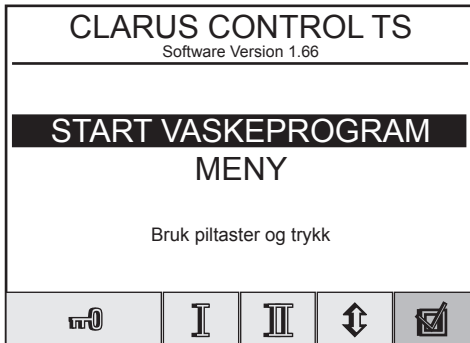 CLARUS CONTROL TS
Software Version 1.66
START VASKEPROGRAM
MENY
Bruk piltaster og trykk
I II